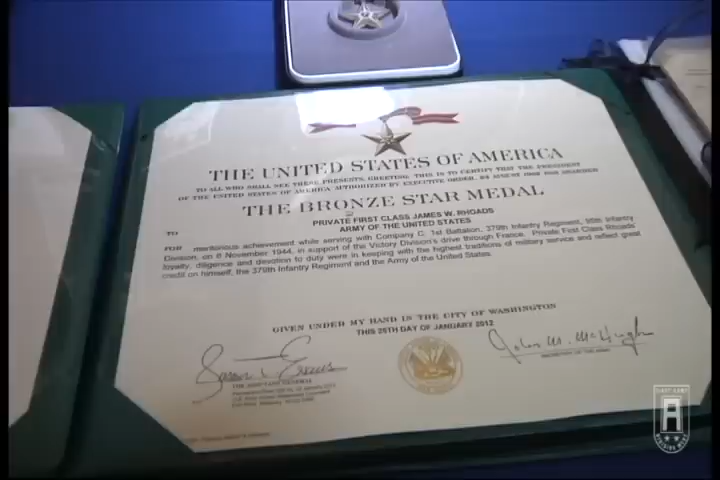 THE UNITED STATES OF AMERICA
TO ALL WHO SHALL SEE THESE PRESENTS, GREETING: THIS IS TO CERTIFY THAT THE PRESIDENT
OF THE UNITED STATES OF AMERICA AUTHORIZED BY EXECUTIVE ORDER,
HAS AWARDED
THE BRONZE STAR MEDAL
TO
PRIVATE FIRST CLASS JAMES W. RHOADS
ARMY OF THE UNITED STATES
FOR meritorious achievement while serving with Company C, 1st Battalion, 379th Infantry Regiment, 95th Infantry
Division, on 8 November 1944, in support of the Victory Division's drive through France. Private First Class Rhoads'
loyalty, diligence and devotion to duty were in keeping with the highest traditions of military service and reflect great
credit on himself, the 379th Infantry Regiment and the Army of the United States.
GIVEN UNDER MY HAND IN THE CITY OF WASHINGTON
THIS 25TH DAY OF JANUARY 2012
John M. McHugh
THE ADJUTANT GENERAL
SECRETARY OF THE ARMY